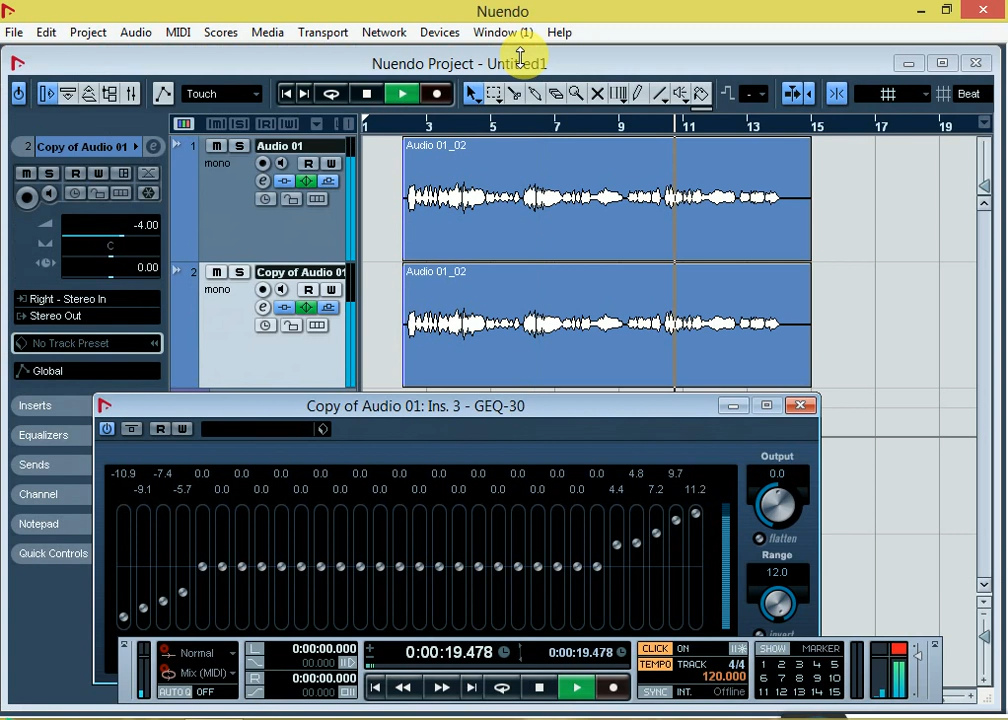 Nuendo
File Edit Project Audio MIDI Scores Media Transport Network Devices Window (1) Help
Nuendo Project - Untitled1
Touch
Beat
[m] [s] [R] [W]
1 3 5 7 9 11 13 15 17 19
2 Copy of Audio 01 e
m S R W
-4.00
C
0.00
Right - Stereo In
Stereo Out
No Track Preset
Global
Inserts
Equalizers
Sends
Channel
Notepad
Quick Controls
1 m S Audio 01
mono R W
e
2 m S Copy of Audio 01
mono R W
e
Audio 01_02
Audio 01_02
Copy of Audio 01: Ins. 3 - GEQ-30
R W
-10.9 -7.4 0.0 0.0 0.0 0.0 0.0 0.0 0.0 0.0 0.0 0.0 0.0 4.8 9.7
-9.1 -5.7 0.0 0.0 0.0 0.0 0.0 0.0 0.0 0.0 0.0 0.0 4.4 7.2 11.2
Output
0.0
flatten
Range
12.0
invert
Normal
Mix (MIDI)
AUTO Q OFF
L 0:00:00.000
00.000
R 0:00:00.000
00.000
0:00:19.478 0:00:19.478
CLICK ON
TEMPO TRACK 4/4
120.000
SYNC INT. Offline
SHOW MARKER
1 2 3 4 5
6 7 8 9 10
11 12 13 14 15